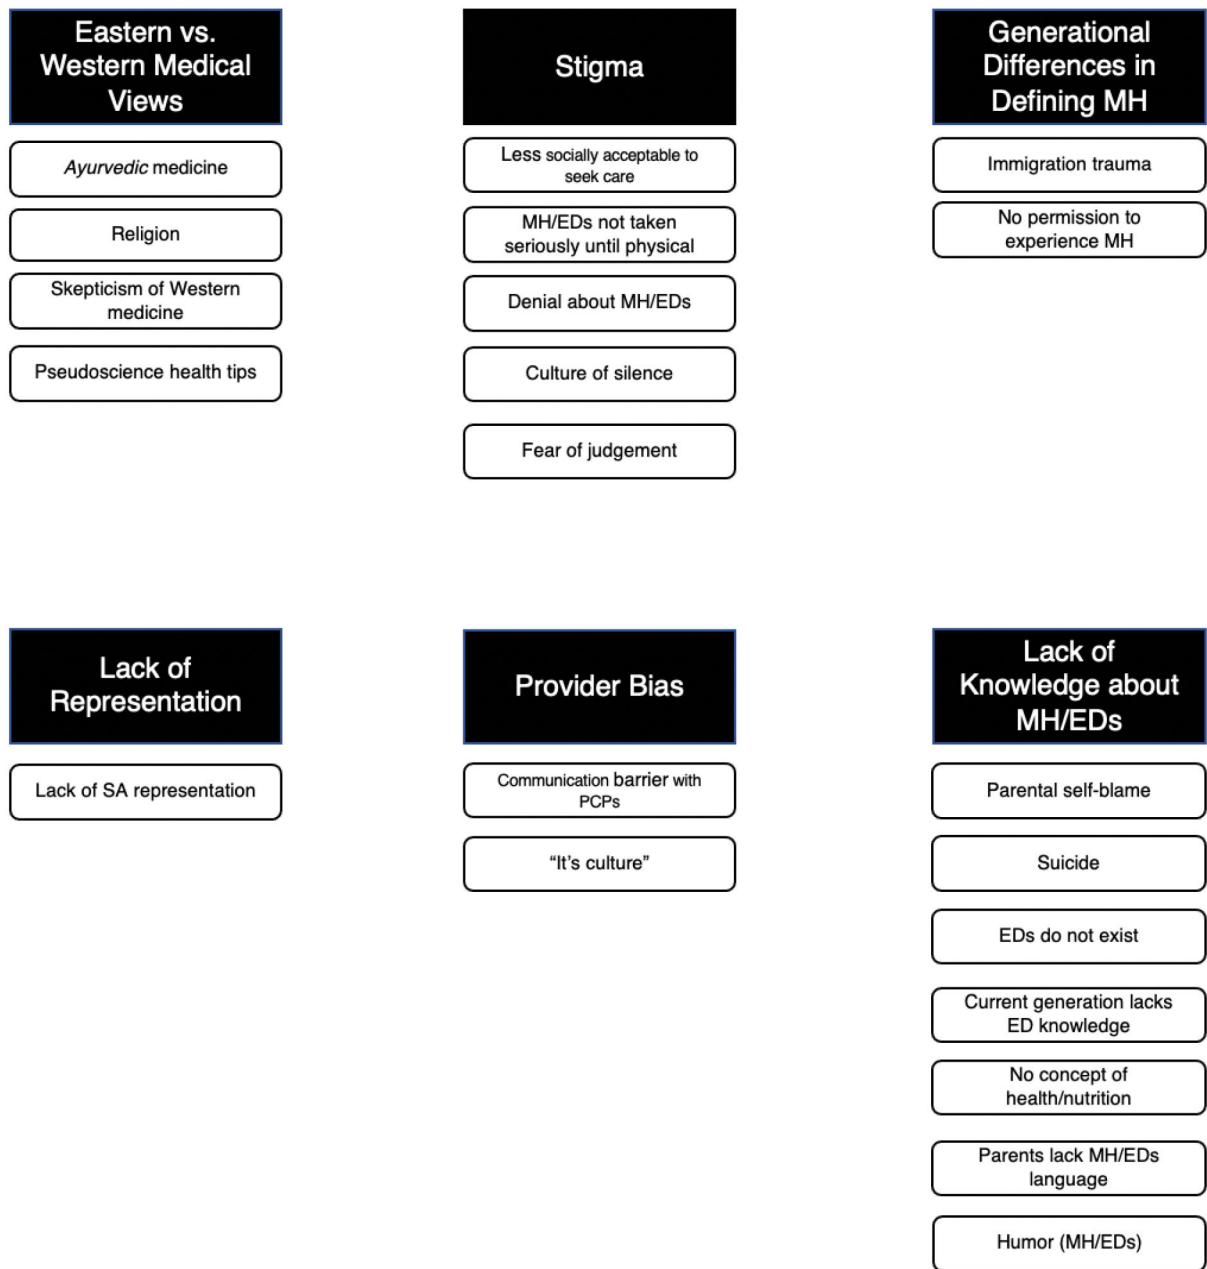 Eastern vs.
Western Medical
Views
Ayurvedic medicine
Religion
Skepticism of Western
medicine
Pseudoscience health tips
Stigma
Less socially acceptable to
seek care
MH/EDs not taken
seriously until physical
Denial about MH/EDs
Culture of silence
Fear of judgement
Generational
Differences in
Defining MH
Immigration trauma
No permission to
experience MH
Lack of
Representation
Lack of SA representation
Provider Bias
Communication barrier with
PCPs
“It’s culture”
Lack of
Knowledge about
MH/EDs
Parental self-blame
Suicide
EDs do not exist
Current generation lacks
ED knowledge
No concept of
health/nutrition
Parents lack MH/EDs
language
Humor (MH/EDs)